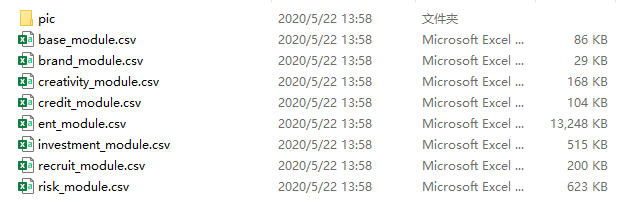 pic 2020/5/22 13:58 文件夹
base_module.csv 2020/5/22 13:58 Microsoft Excel ... 86 KB
brand_module.csv 2020/5/22 13:58 Microsoft Excel ... 29 KB
creativity_module.csv 2020/5/22 13:58 Microsoft Excel ... 168 KB
credit_module.csv 2020/5/22 13:58 Microsoft Excel ... 104 KB
ent_module.csv 2020/5/22 13:58 Microsoft Excel ... 13,248 KB
investment_module.csv 2020/5/22 13:58 Microsoft Excel ... 515 KB
recruit_module.csv 2020/5/22 13:58 Microsoft Excel ... 200 KB
risk_module.csv 2020/5/22 13:58 Microsoft Excel ... 623 KB